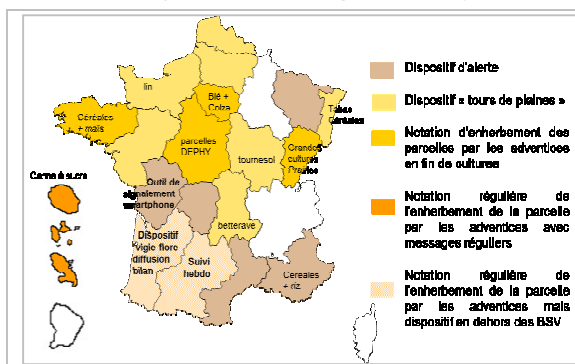 lin
Blé +
Colza
Céréales
+ maïs
Tabac
Céréales
parcelles
DEPHY
tournesol
Grandes
cultures
Prairies
Canne à sucre
Outil de
signalement
smartphone
betterave
Dispositif
vigie flore
diffusion
bilan
Suivi
hebdo
Céréales
+ riz
Dispositif d'alerte
Dispositif « tours de plaines »
Notation d'enherbement des
parcelles par les adventices
en fin de cultures
Notation régulière de
l'enherbement de la parcelle
par les adventices avec
messages réguliers
Notation régulière de
l'enherbement de la parcelle
par les adventices mais
dispositif en dehors des BSV